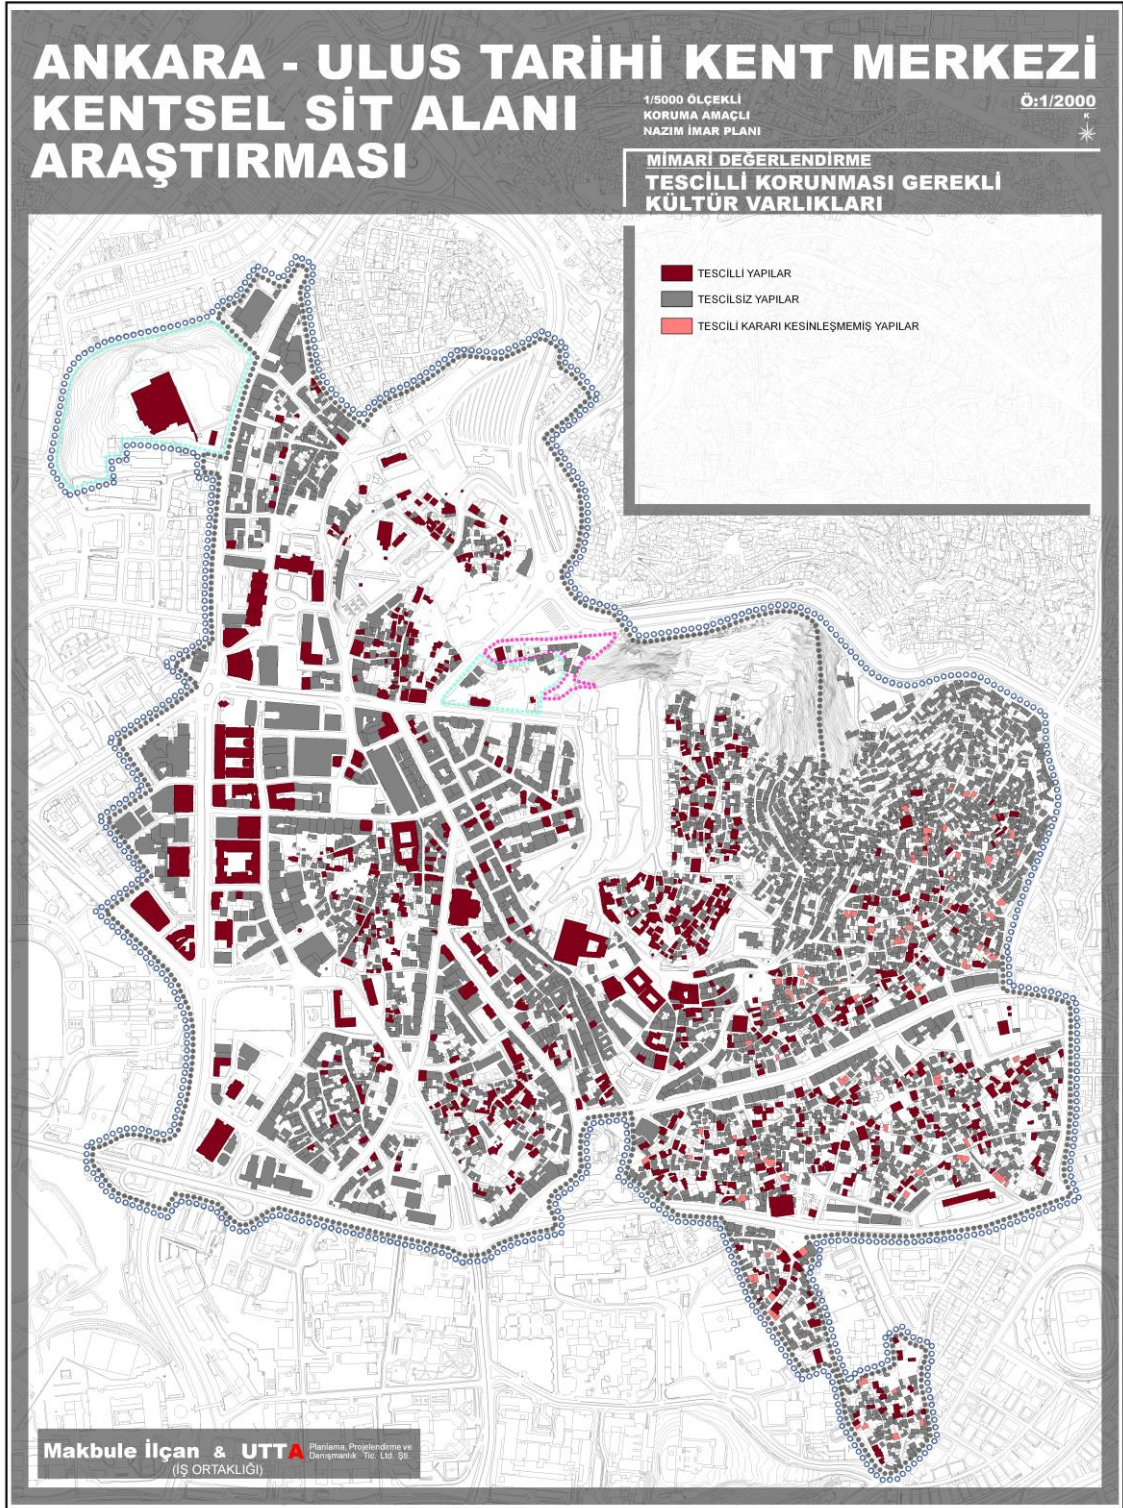 ANKARA - ULUS TARİHİ KENT MERKEZİ
KENTSEL SİT ALANI
ARAŞTIRMASI
1/5000 ÖLÇEKLİ
KORUMA AMAÇLI
NAZIM İMAR PLANI
Ö:1/2000
K
MİMARİ DEĞERLENDİRME
TESCİLLİ KORUNMASI GEREKLİ
KÜLTÜR VARLIKLARI
TESCİLLİ YAPILAR
TESCİLSİZ YAPILAR
TESCİLİ KARARI KESİNLEŞMEMİŞ YAPILAR
Makbule İlçan & UTTA Planlama, Projelendirme ve
Danışmanlık Tic. Ltd. Şti.
(İŞ ORTAKLIĞI)